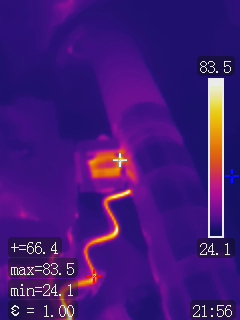 83.5
24.1
+=66.4
max=83.5
min=24.1
€ = 1.00
21:56